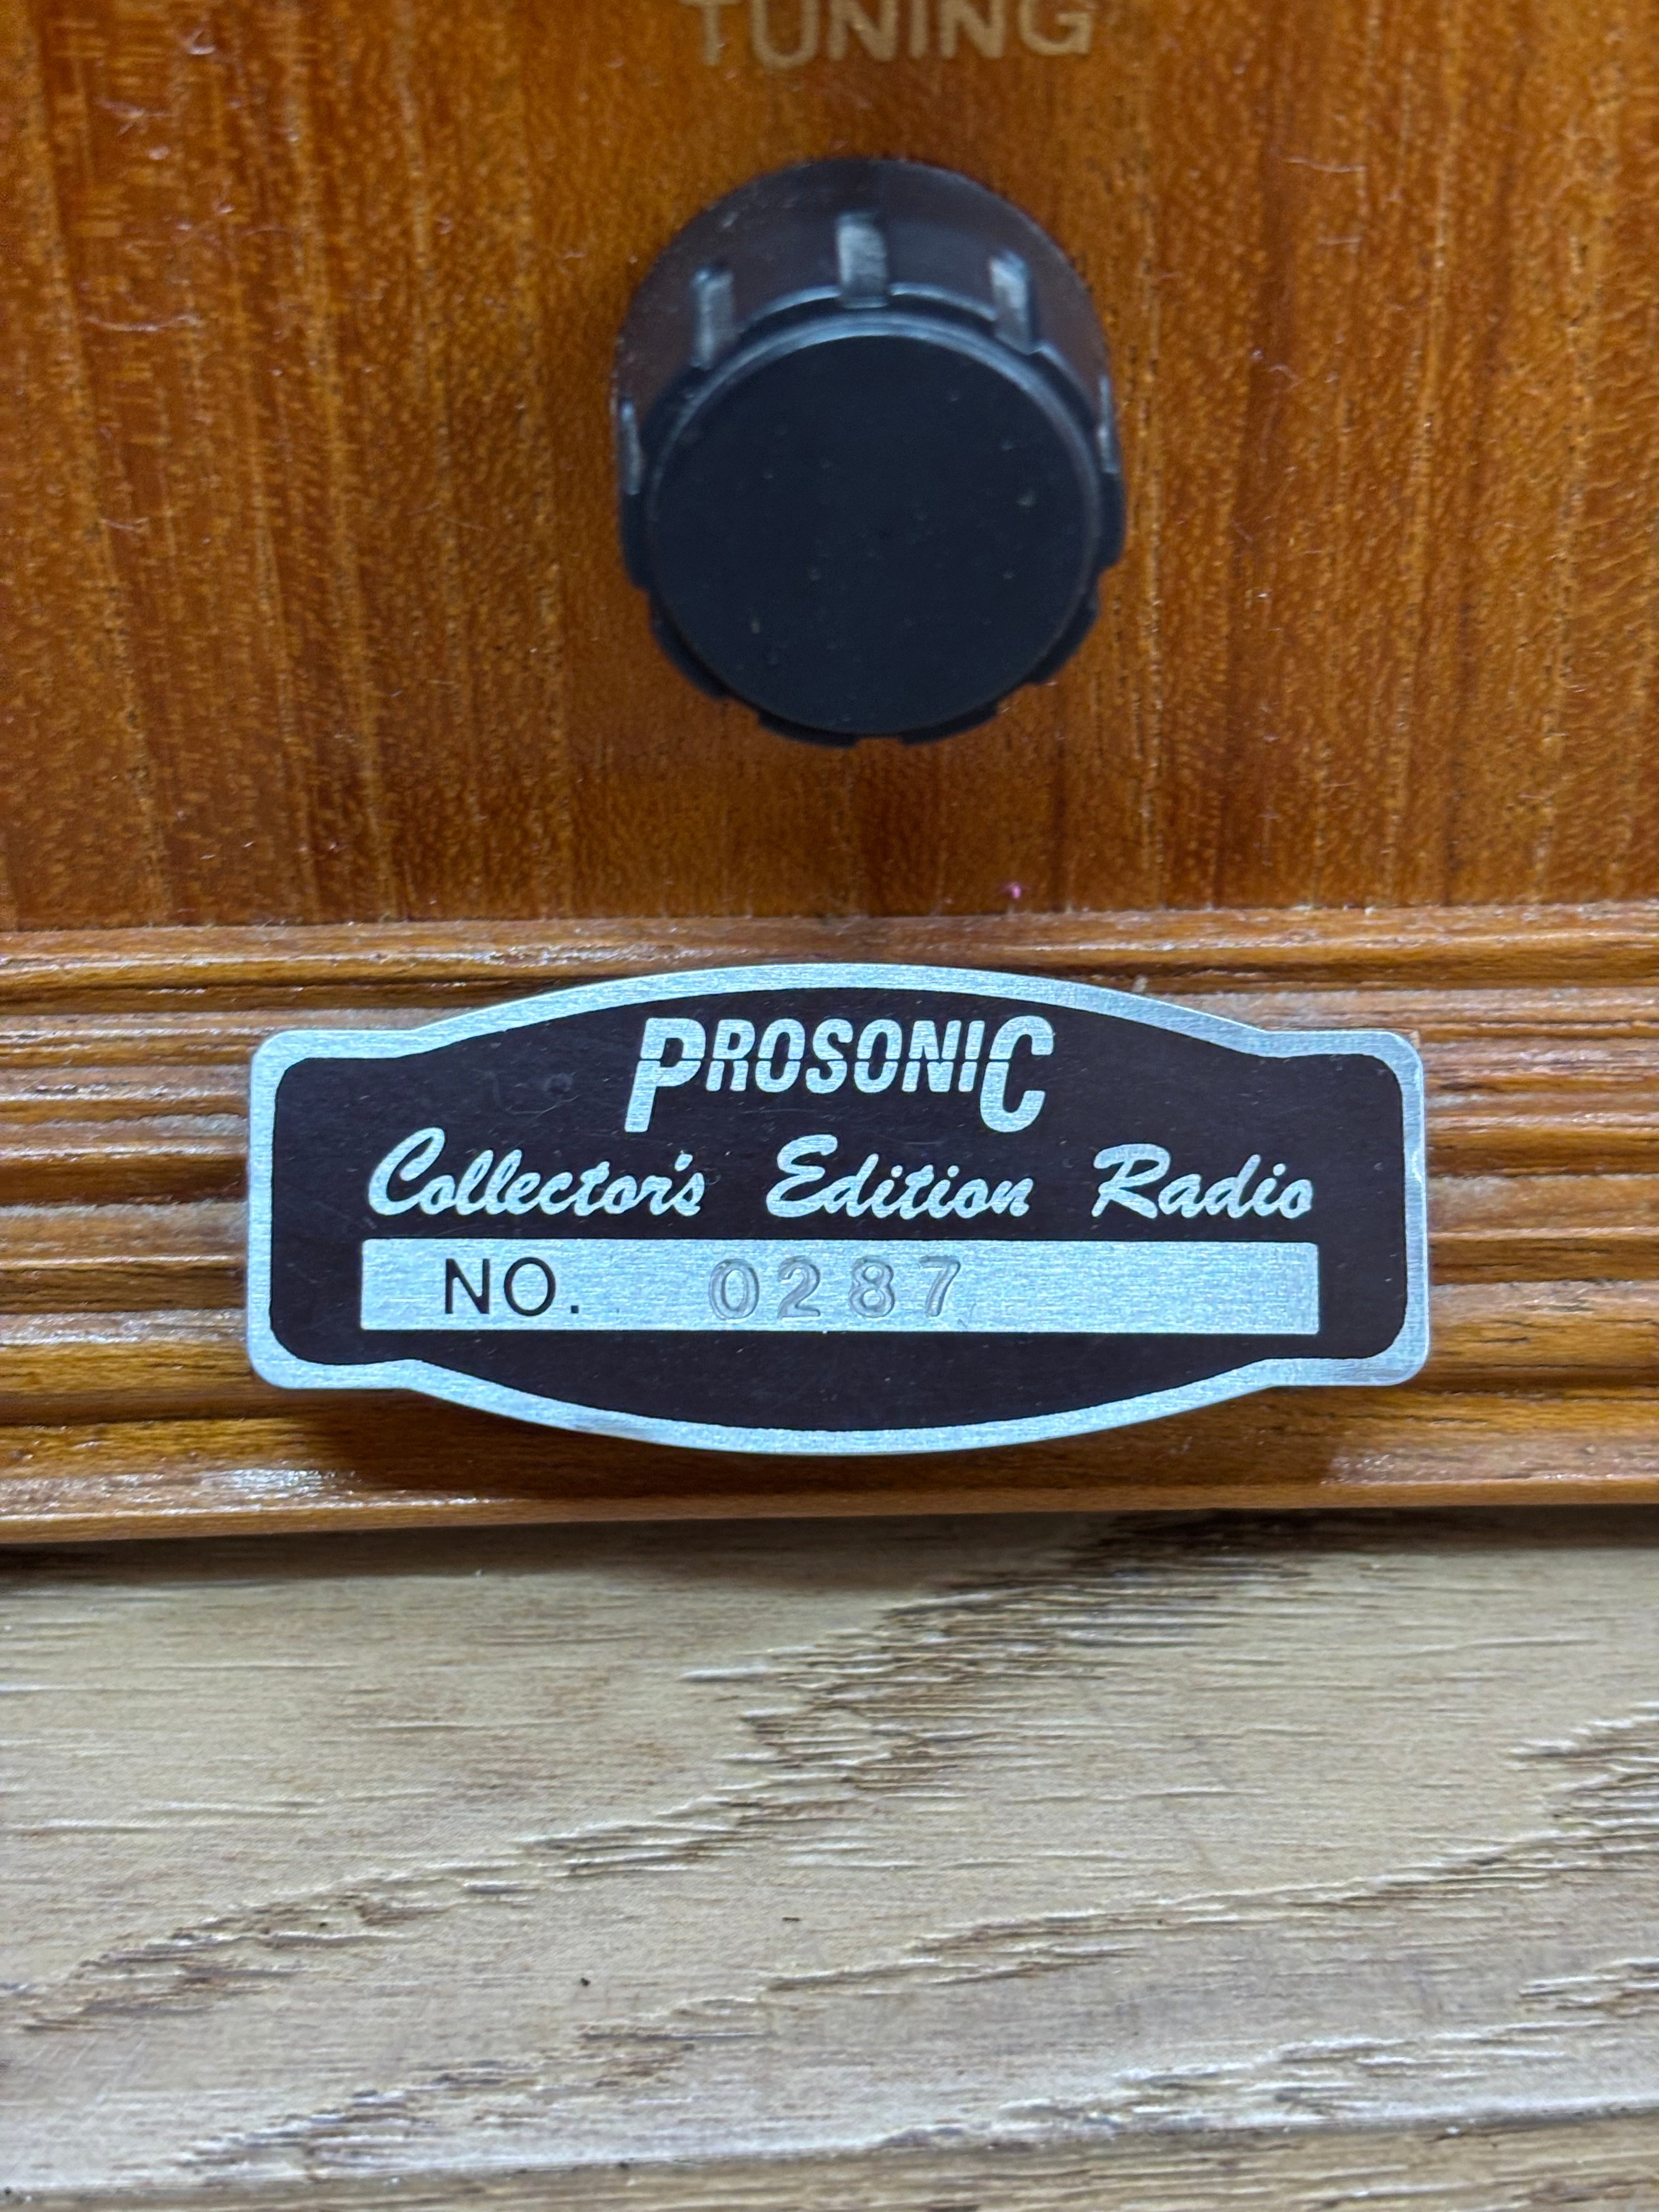 TUNING
PROSONIC
Collector's Edition Radio
NO. 0287